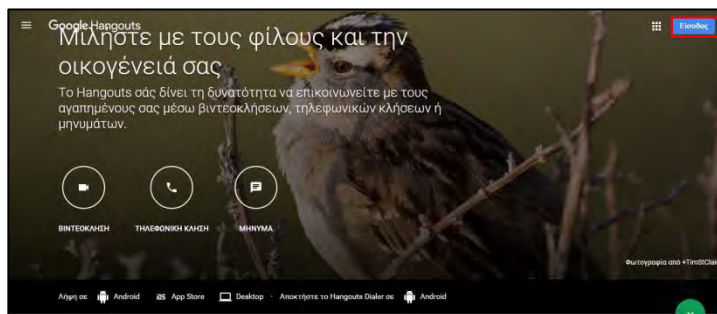 Google Hangouts
Είσοδος
Μιλήστε με τους φίλους και την
οικογένειά σας
Το Hangouts σάς δίνει τη δυνατότητα να επικοινωνείτε με τους
αγαπημένους σας μέσω βιντεοκλήσεων, τηλεφωνικών κλήσεων ή
μηνυμάτων.
ΒΙΝΤΕΟΚΛΗΣΗ ΤΗΛΕΦΩΝΙΚΗ ΚΛΗΣΗ ΜΗΝΥΜΑ
Φωτογραφία από +TimStClair
Λήψη σε Android iOS App Store Desktop · Αποκτήστε το Hangouts Dialer σε Android